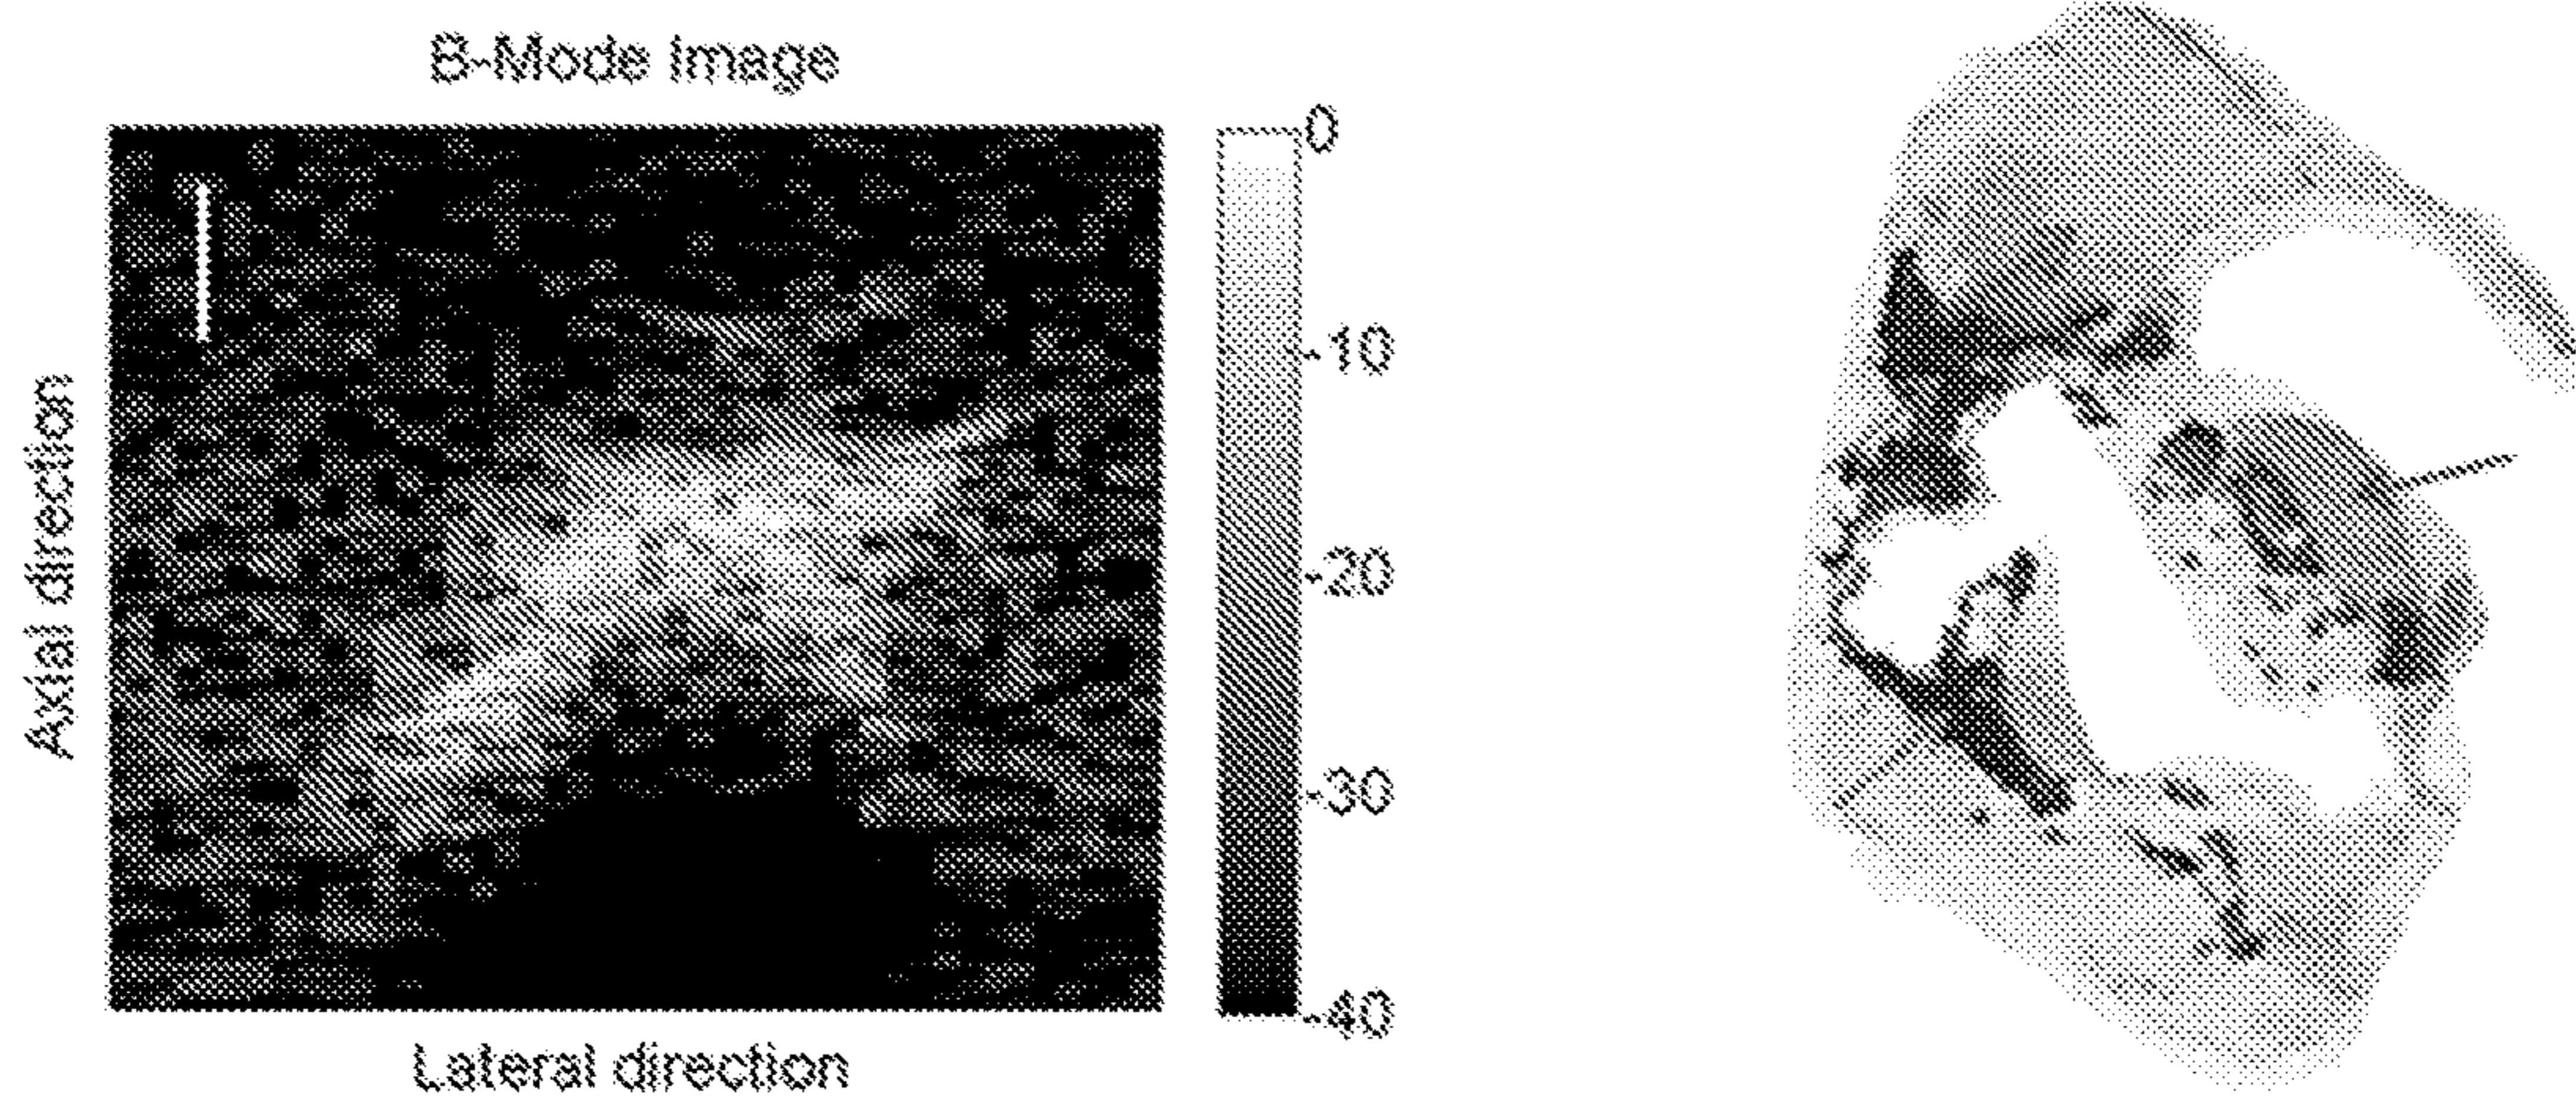 B-Mode Image
0
-10
-20
-30
-40
Axial direction
Lateral direction